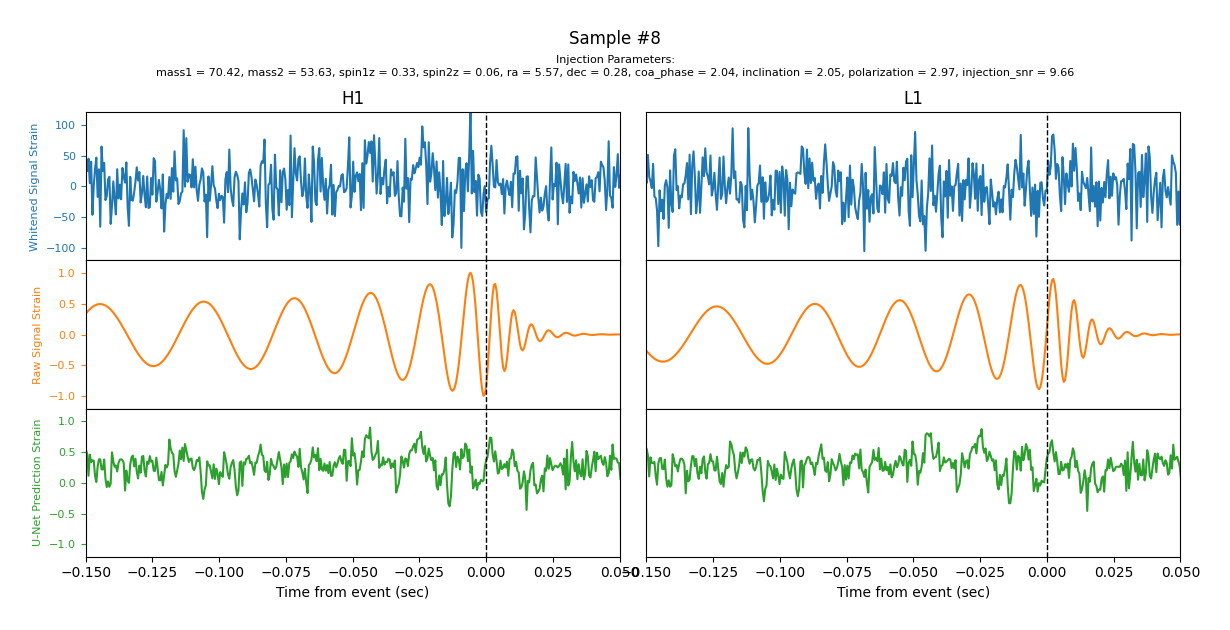 Sample #8
Injection Parameters:
mass1 = 70.42, mass2 = 53.63, spin1z = 0.33, spin2z = 0.06, ra = 5.57, dec = 0.28, coa_phase = 2.04, inclination = 2.05, polarization = 2.97, injection_snr = 9.66
H1 L1
Whitened Signal Strain
100
50
0
−50
−100
Raw Signal Strain
1.0
0.5
0.0
−0.5
−1.0
U-Net Prediction Strain
1.0
0.5
0.0
−0.5
−1.0
−0.150 −0.125 −0.100 −0.075 −0.050 −0.025 0.000 0.025 0.050
−0.150 −0.125 −0.100 −0.075 −0.050 −0.025 0.000 0.025 0.050
Time from event (sec) Time from event (sec)